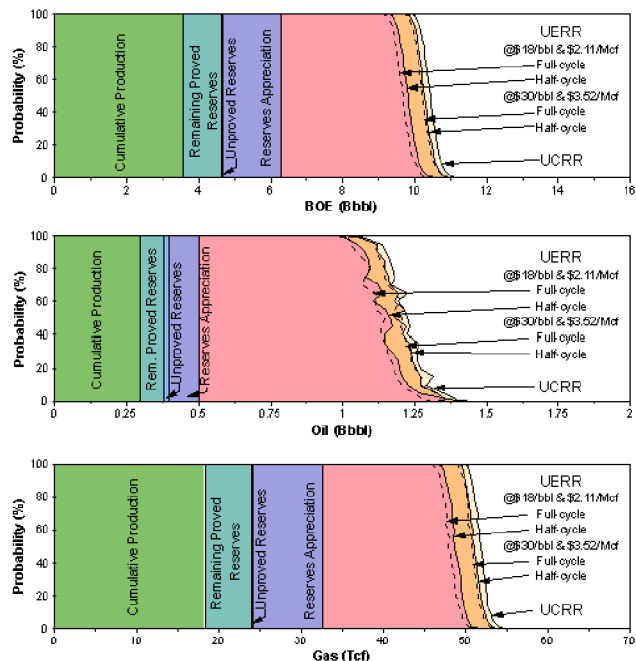 Probability (%)
100
80
60
40
20
0
Cumulative Production
Remaining Proved
Reserves
Unproved Reserves
Reserves Appreciation
UERR
@$18/bbl & $2.11/Mcf
Full-cycle
Half-cycle
@$30/bbl & $3.52/Mcf
Full-cycle
Half-cycle
UCRR
0 2 4 6 8 10 12 14 16
BOE (Bbbl)
Probability (%)
100
80
60
40
20
0
Cumulative Production
Rem. Proved Reserves
Unproved Reserves
Reserves Appreciation
UERR
@$18/bbl & $2.11/Mcf
Full-cycle
Half-cycle
@$30/bbl & $3.52/Mcf
Full-cycle
Half-cycle
UCRR
0 0.25 0.5 0.75 1 1.25 1.5 1.75 2
Oil (Bbbl)
Probability (%)
100
80
60
40
20
0
Cumulative Production
Remaining Proved
Reserves
Unproved Reserves
Reserves Appreciation
UERR
@$18/bbl & $2.11/Mcf
Full-cycle
Half-cycle
@$30/bbl & $3.52/Mcf
Full-cycle
Half-cycle
UCRR
0 10 20 30 40 50 60 70
Gas (Tcf)